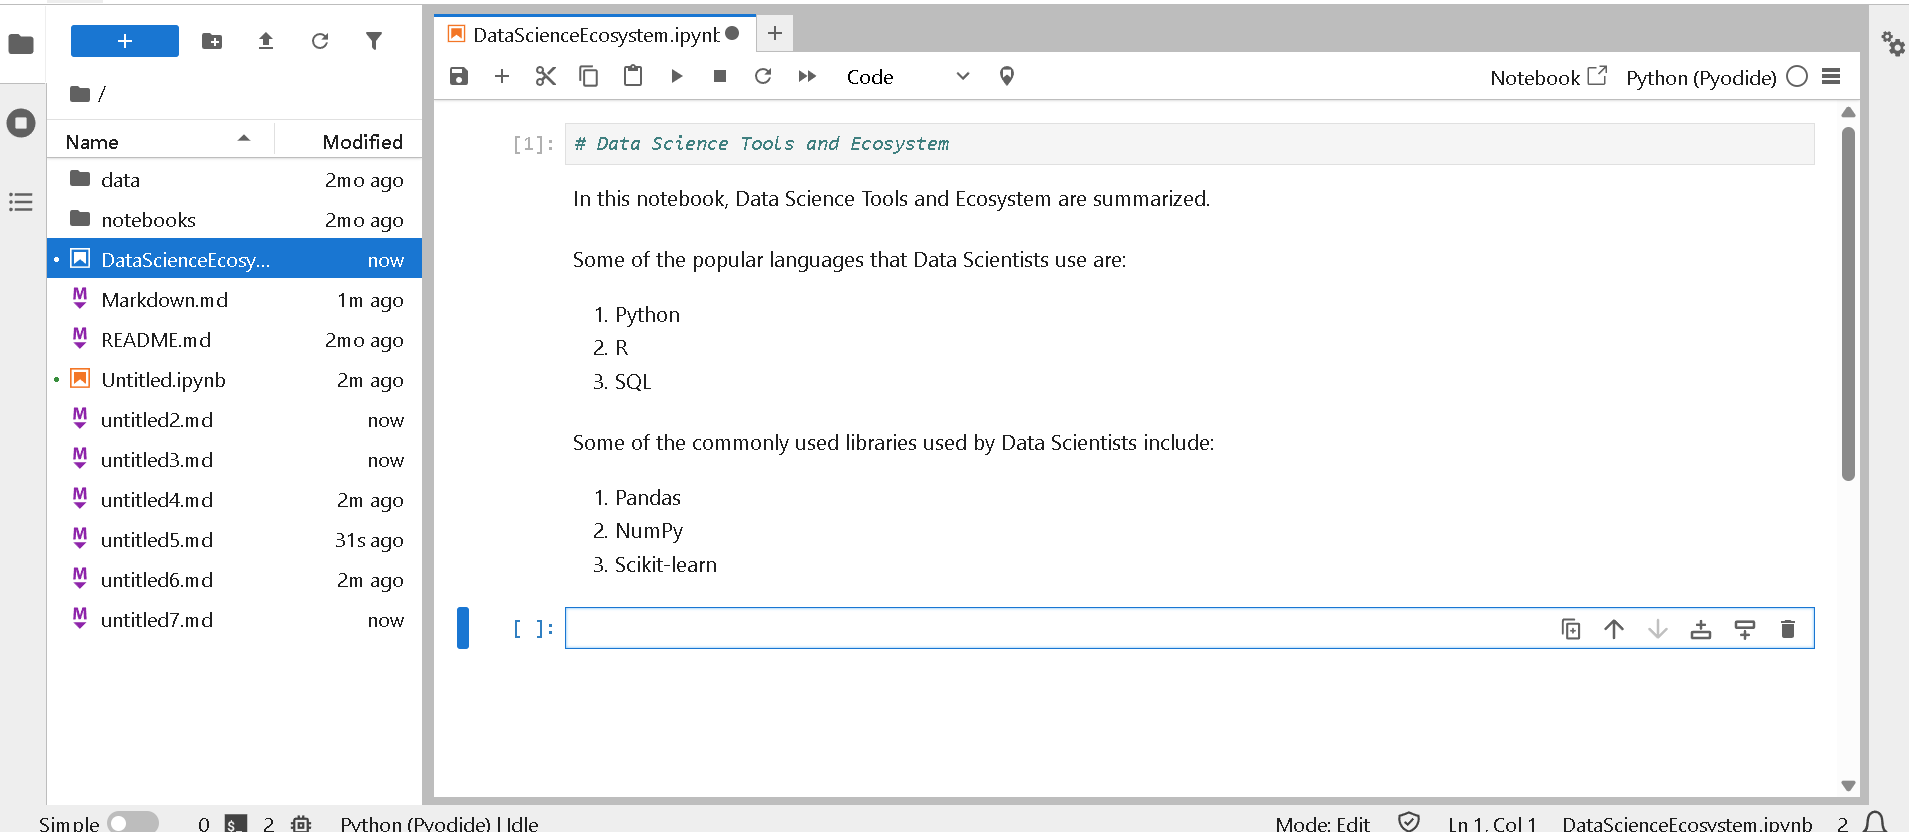 DataScienceEcosystem.ipynb
Code
Notebook
Python (Pyodide)
/
Name Modified
data 2mo ago
notebooks 2mo ago
DataScienceEcosy... now
Markdown.md 1m ago
README.md 2mo ago
Untitled.ipynb 2m ago
untitled2.md now
untitled3.md now
untitled4.md 2m ago
untitled5.md 31s ago
untitled6.md 2m ago
untitled7.md now
[1]: # Data Science Tools and Ecosystem
In this notebook, Data Science Tools and Ecosystem are summarized.
Some of the popular languages that Data Scientists use are:
1. Python
2. R
3. SQL
Some of the commonly used libraries used by Data Scientists include:
1. Pandas
2. NumPy
3. Scikit-learn
[ ]:
Simple 0 $_ 2 Python (Pyodide) | Idle Mode: Edit Ln 1, Col 1 DataScienceEcosystem.ipynb 2